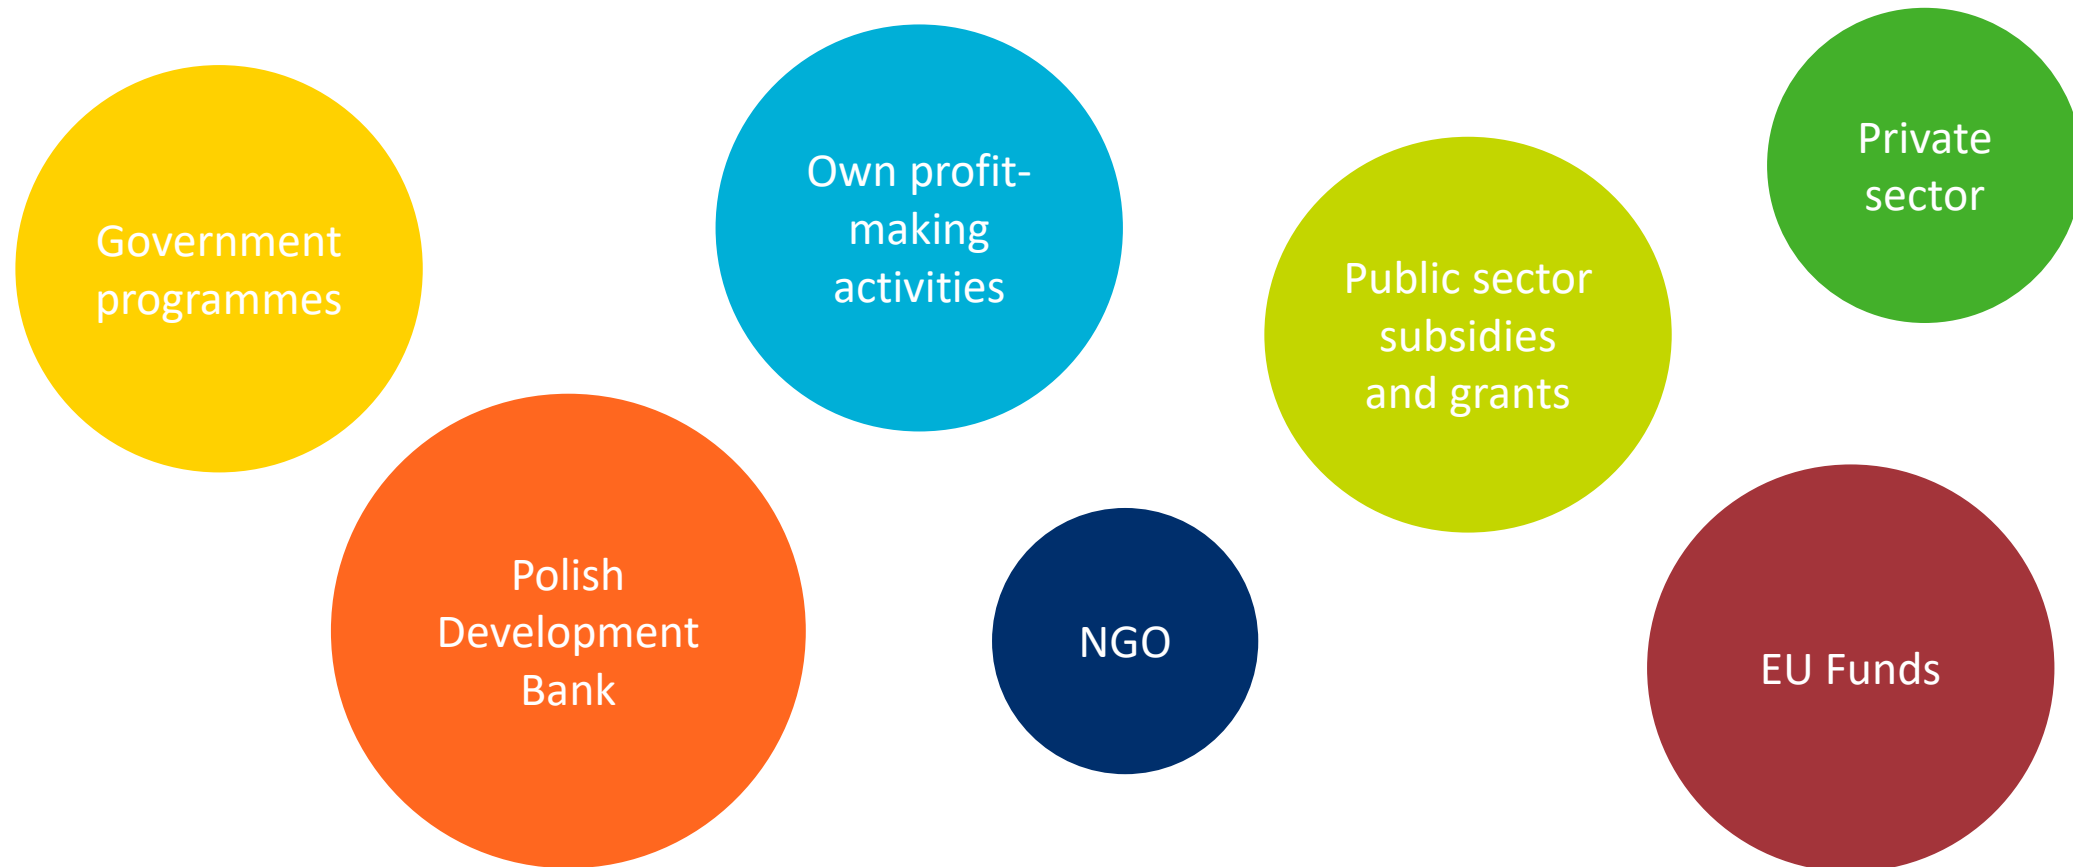 Government
programmes
Polish
Development
Bank
Own profit-
making
activities
NGO
Public sector
subsidies
and grants
Private
sector
EU Funds